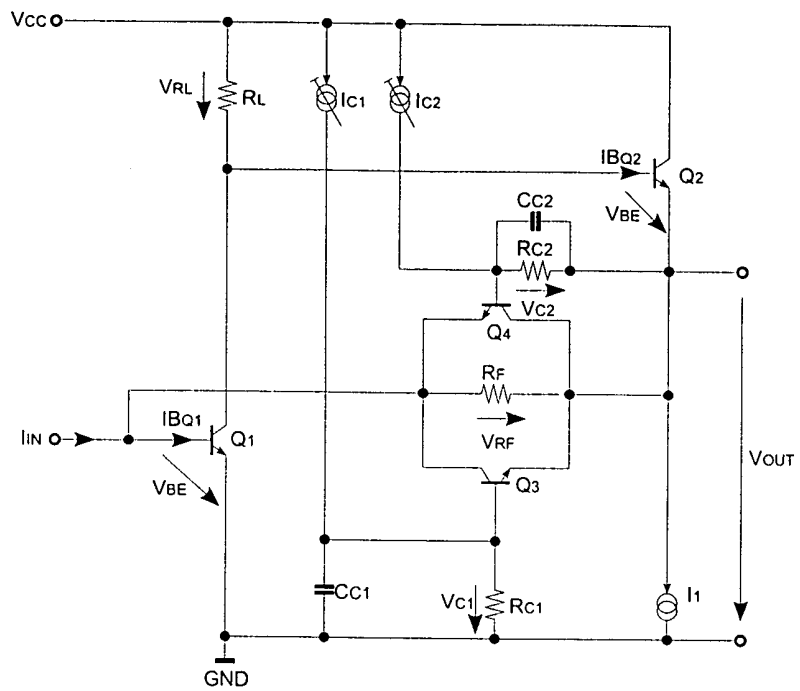 VCC
VRL
RL
IC1
IC2
IBQ2
Q2
VBE
CC2
RC2
VC2
Q4
RF
VRF
Q3
IIN
IBQ1
Q1
VBE
VOUT
CC1
VC1
RC1
I1
GND